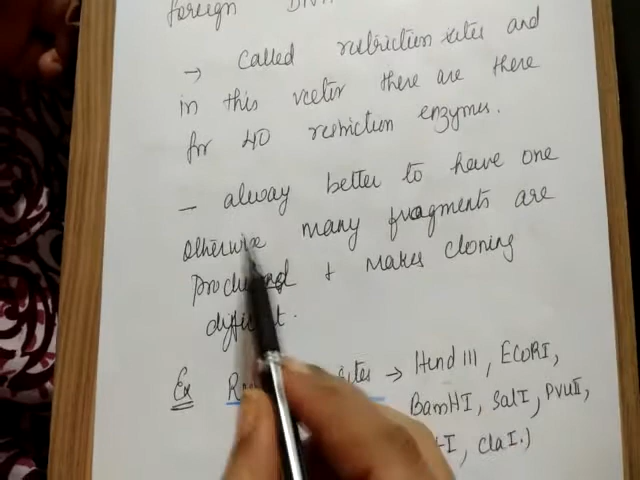 foreign DNA
→ called restriction sites and
in this vector there are there
for 40 restriction enzymes.
– alway better to have one
otherwise many fragments are
produced + makes cloning
dificult.
Ex sites → Hind III, ECORI,
BamHI, SalI, PVUII,
I, ClaI.)